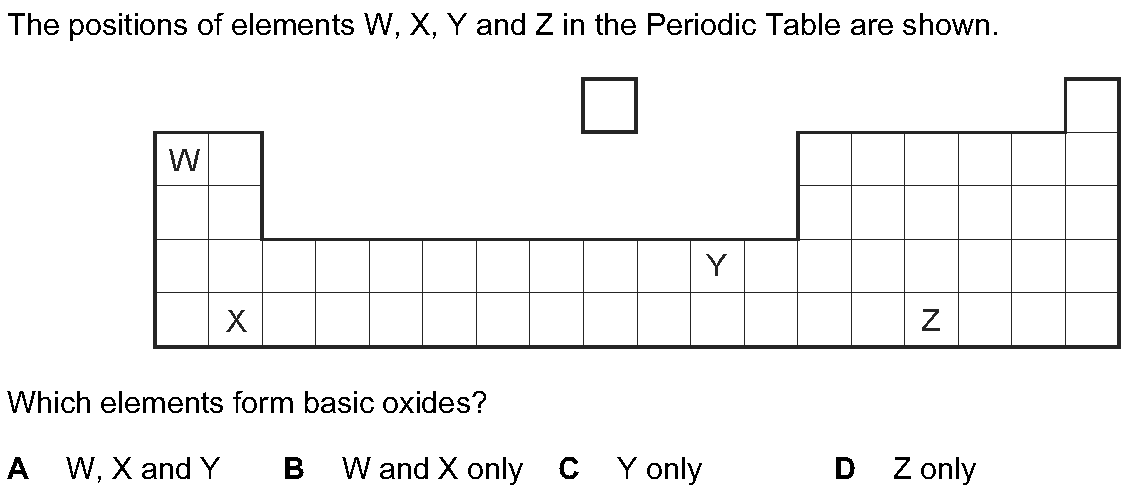 The positions of elements W, X, Y and Z in the Periodic Table are shown.
W
Y
X Z
Which elements form basic oxides?
A W, X and Y B W and X only C Y only D Z only